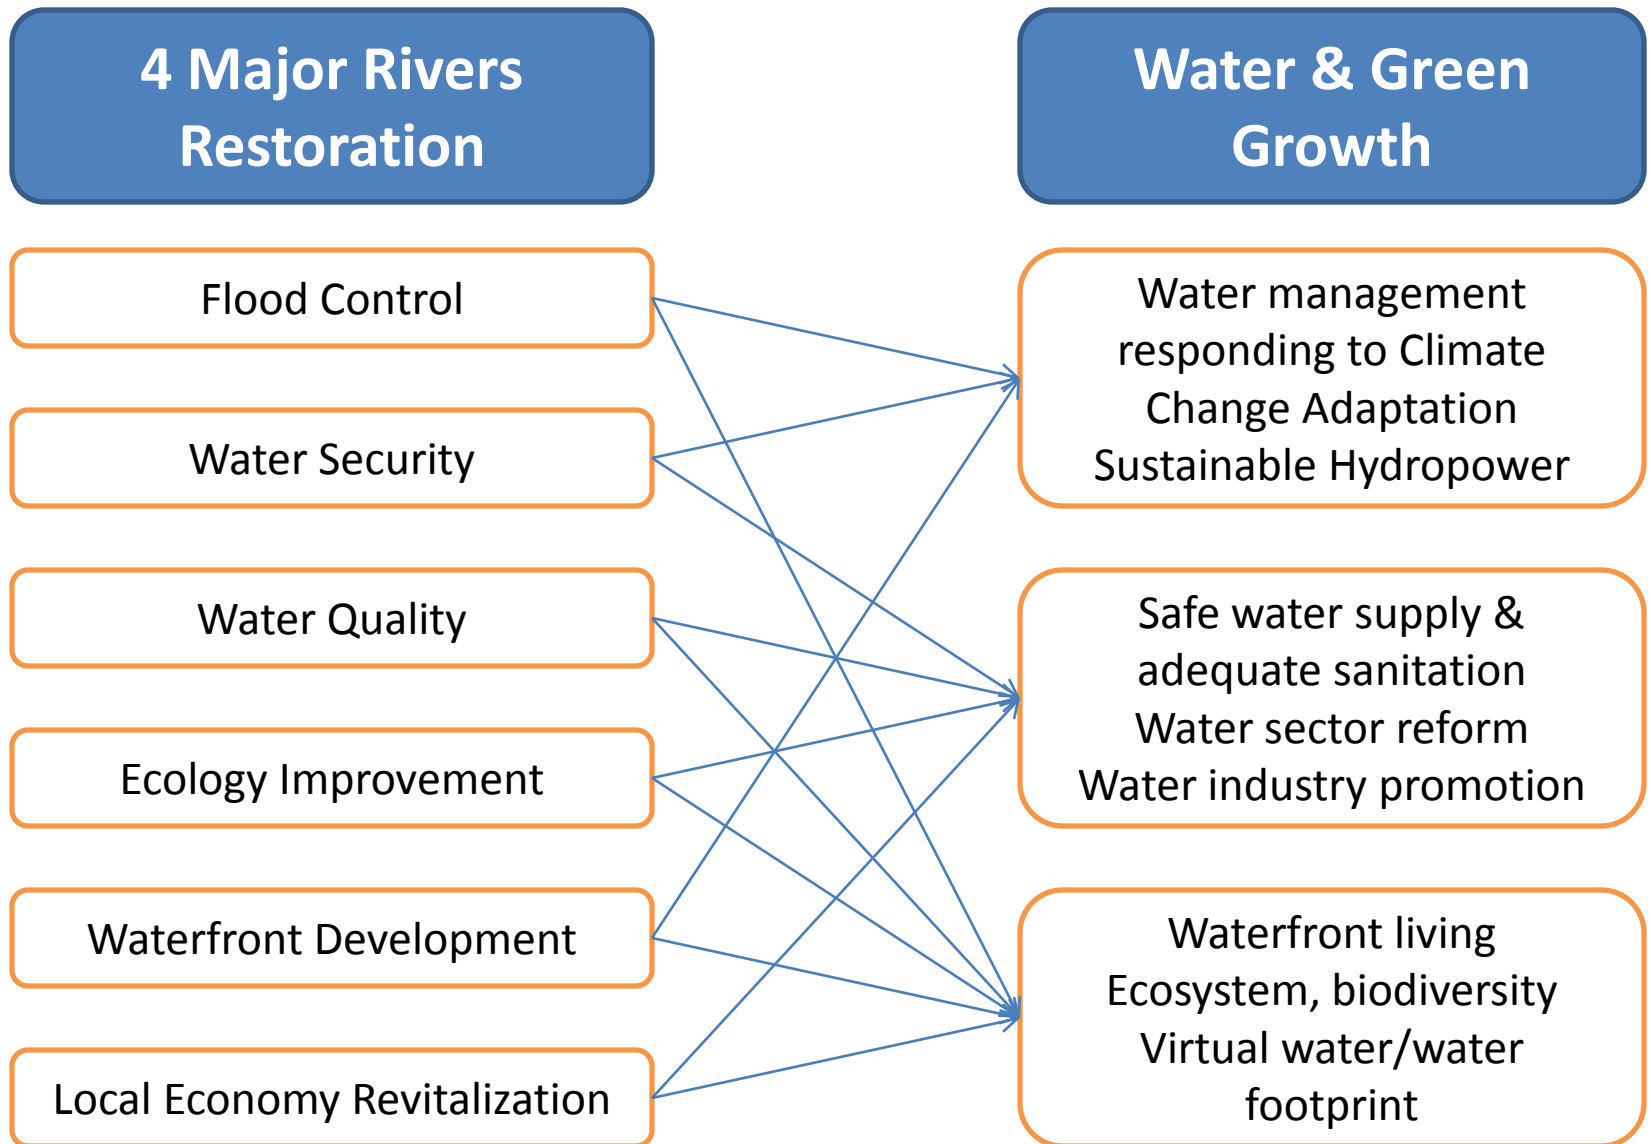 4 Major Rivers
Restoration
Flood Control
Water Security
Water Quality
Ecology Improvement
Waterfront Development
Local Economy Revitalization
Water & Green
Growth
Water management
responding to Climate
Change Adaptation
Sustainable Hydropower
Safe water supply &
adequate sanitation
Water sector reform
Water industry promotion
Waterfront living
Ecosystem, biodiversity
Virtual water/water
footprint